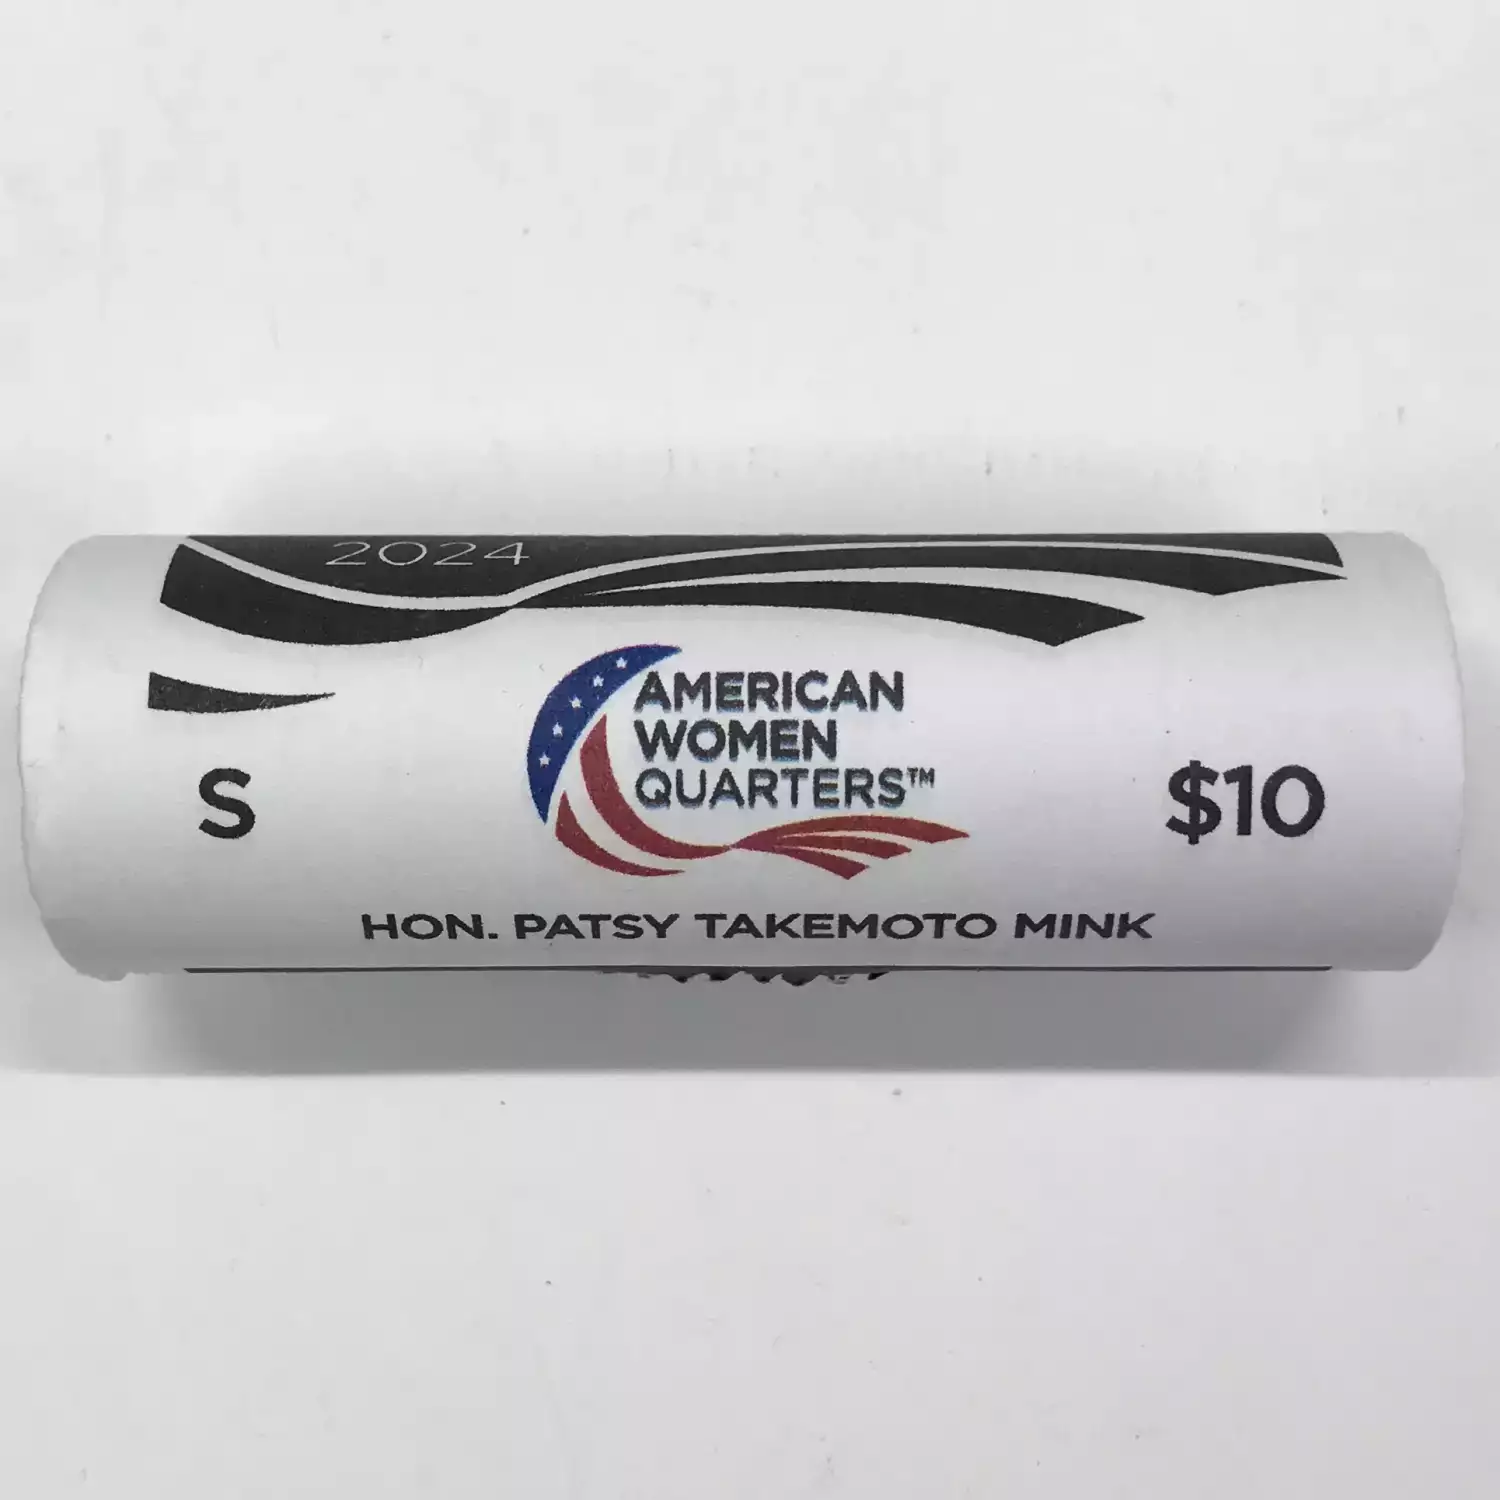 2024
AMERICAN
WOMEN
QUARTERS™
S
$10
HON. PATSY TAKEMOTO MINK